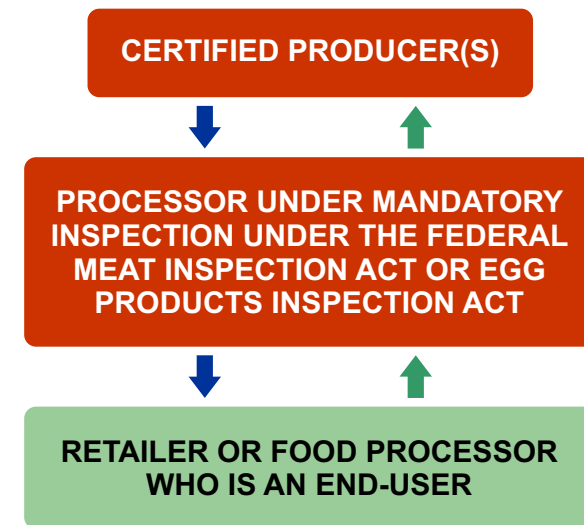 CERTIFIED PRODUCER(S)
PROCESSOR UNDER MANDATORY
INSPECTION UNDER THE FEDERAL
MEAT INSPECTION ACT OR EGG
PRODUCTS INSPECTION ACT
RETAILER OR FOOD PROCESSOR
WHO IS AN END-USER